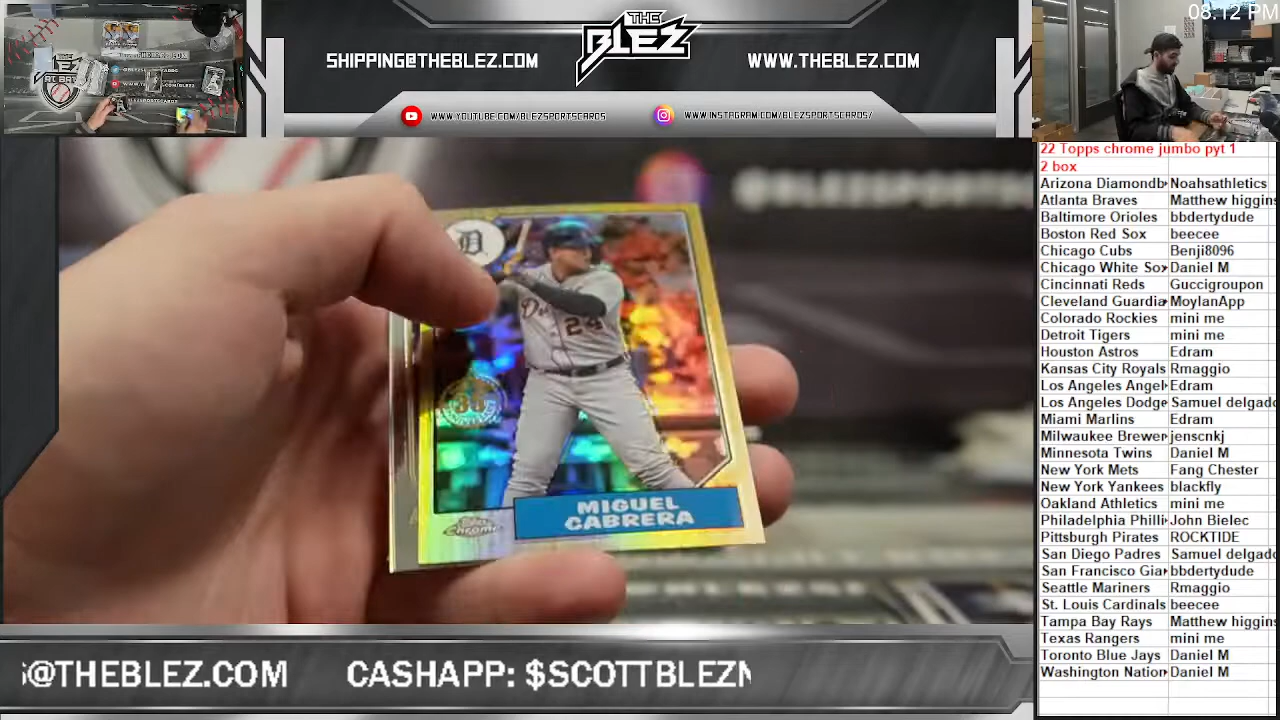 08:12 PM
SHIPPING@THEBLEZ.COM
THE
BLEZ
WWW.THEBLEZ.COM
WWW.YOUTUBE.COM/BLEZSPORTSCARDS
WWW.INSTAGRAM.COM/BLEZSPORTSCARDS/
@BLEZSPORTSC
D
24
35
MIGUEL
CABRERA
Topps
Chrome
22 Topps chrome jumbo pyt 1
2 box
Arizona Diamondb Noahsathletics
Atlanta Braves Matthew higgins
Baltimore Orioles bbdertydude
Boston Red Sox beecee
Chicago Cubs Benji8096
Chicago White Sox Daniel M
Cincinnati Reds Guccigroupon
Cleveland Guardia MoylanApp
Colorado Rockies mini me
Detroit Tigers mini me
Houston Astros Edram
Kansas City Royals Rmaggio
Los Angeles Angel Edram
Los Angeles Dodge Samuel delgado
Miami Marlins Edram
Milwaukee Brewer jenscnkj
Minnesota Twins Daniel M
New York Mets Fang Chester
New York Yankees blackfly
Oakland Athletics mini me
Philadelphia Philli John Bielec
Pittsburgh Pirates ROCKTIDE
San Diego Padres Samuel delgado
San Francisco Gia bbdertydude
Seattle Mariners Rmaggio
St. Louis Cardinals beecee
Tampa Bay Rays Matthew higgins
Texas Rangers mini me
Toronto Blue Jays Daniel M
Washington Nation Daniel M
@THEBLEZ.COM CASHAPP: $SCOTTBLEZN